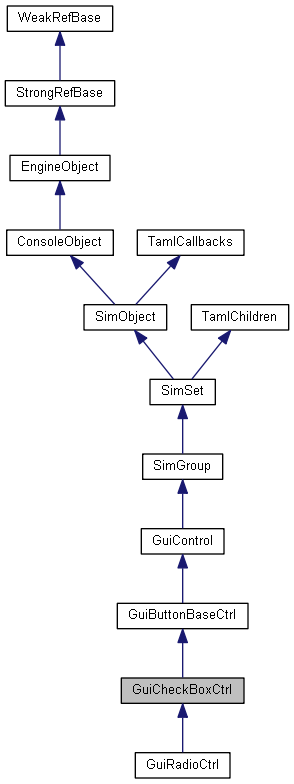 WeakRefBase
StrongRefBase
EngineObject
ConsoleObject
TamlCallbacks
SimObject
TamlChildren
SimSet
SimGroup
GuiControl
GuiButtonBaseCtrl
GuiCheckBoxCtrl
GuiRadioCtrl